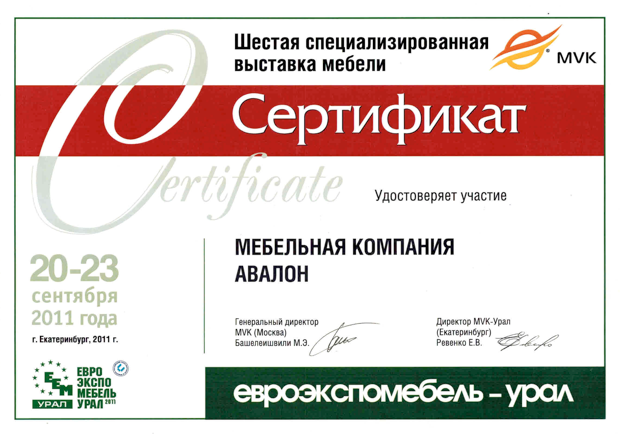 Шестая специализированная
выставка мебели
MVK
Сертификат
Certificate
Удостоверяет участие
МЕБЕЛЬНАЯ КОМПАНИЯ
АВАЛОН
20-23
сентября
2011 года
г. Екатеринбург, 2011 г.
Генеральный директор
MVK (Москва)
Башелеишвили М.Э.
Директор MVK-Урал
(Екатеринбург)
Ревенко Е.В.
EEM
УРАЛ
ЕВРО
ЭКСПО
МЕБЕЛЬ
УРАЛ 2011
евроэкспомебель – урал